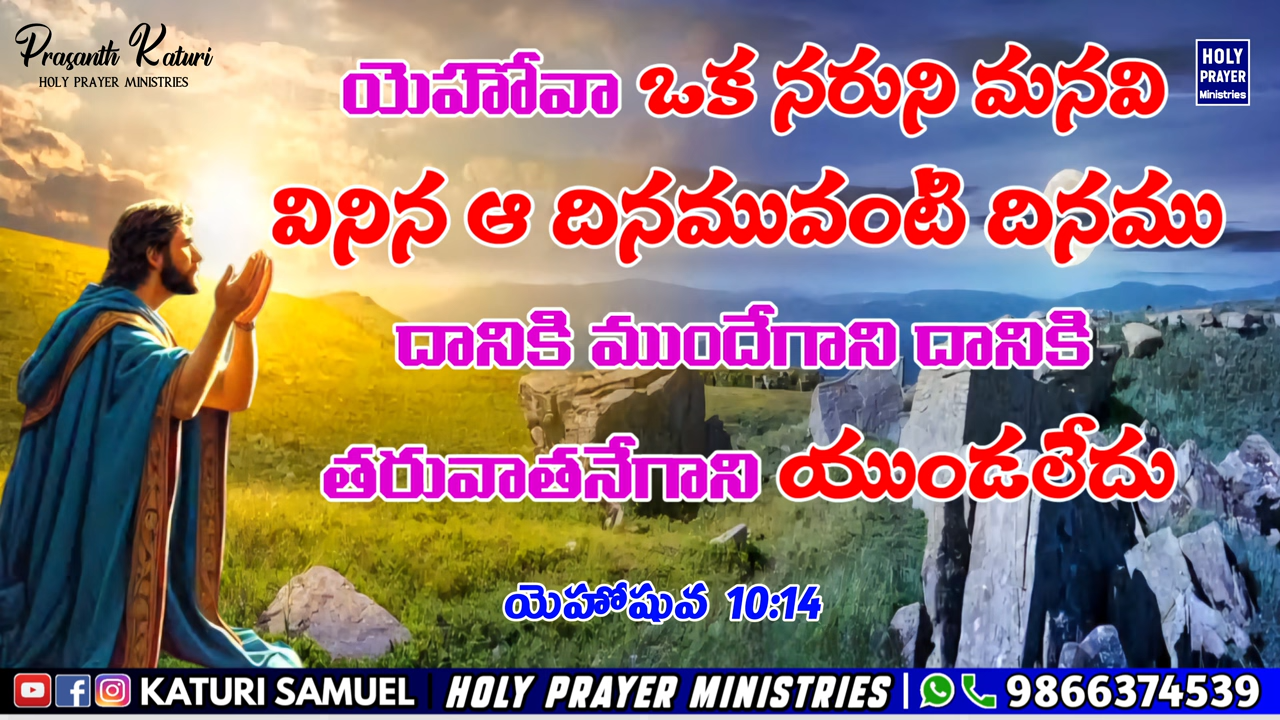 Prasanth Katuri
HOLY PRAYER MINISTRIES
HOLY
PRAYER
Ministries
యెహోవా ఒక నరుని మనవి
వినిన ఆ దినమువంటి దినము
దానికి ముందేగాని దానికి
తరువాతనేగాని యుండలేదు
యెహోషువ 10:14
KATURI SAMUEL | HOLY PRAYER MINISTRIES | 9866374539